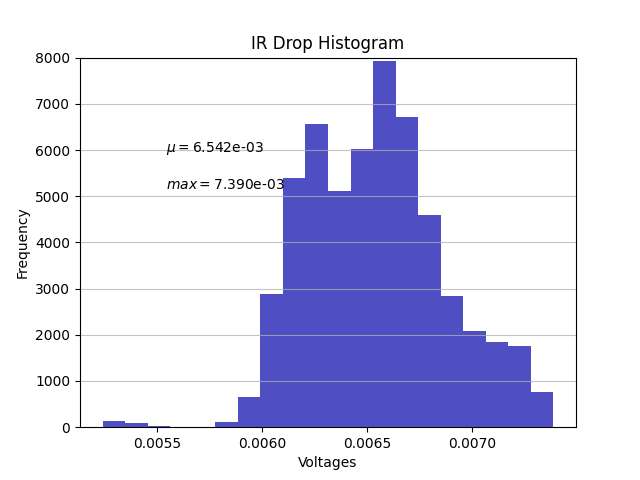 IR Drop Histogram
8000
7000
6000
5000
4000
3000
2000
1000
0
Frequency
μ = 6.542e-03
max = 7.390e-03
0.0055 0.0060 0.0065 0.0070
Voltages